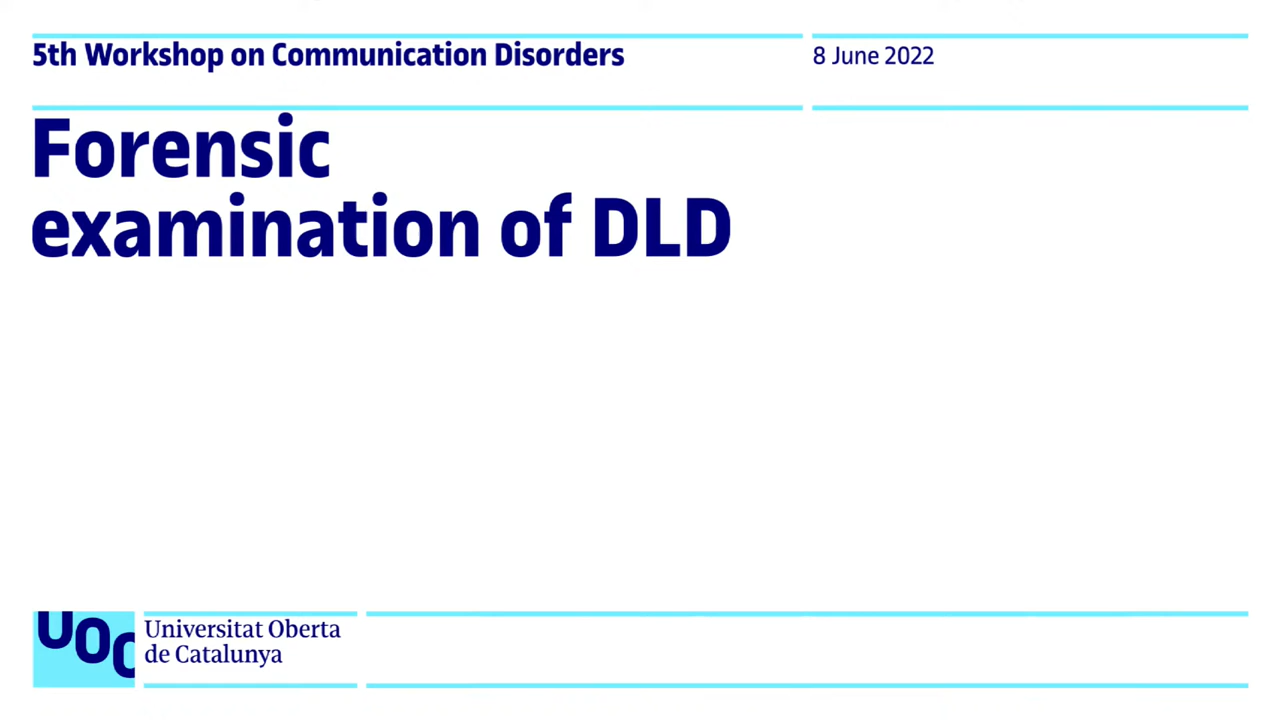 5th Workshop on Communication Disorders
8 June 2022
Forensic
examination of DLD
UOC
Universitat Oberta
de Catalunya